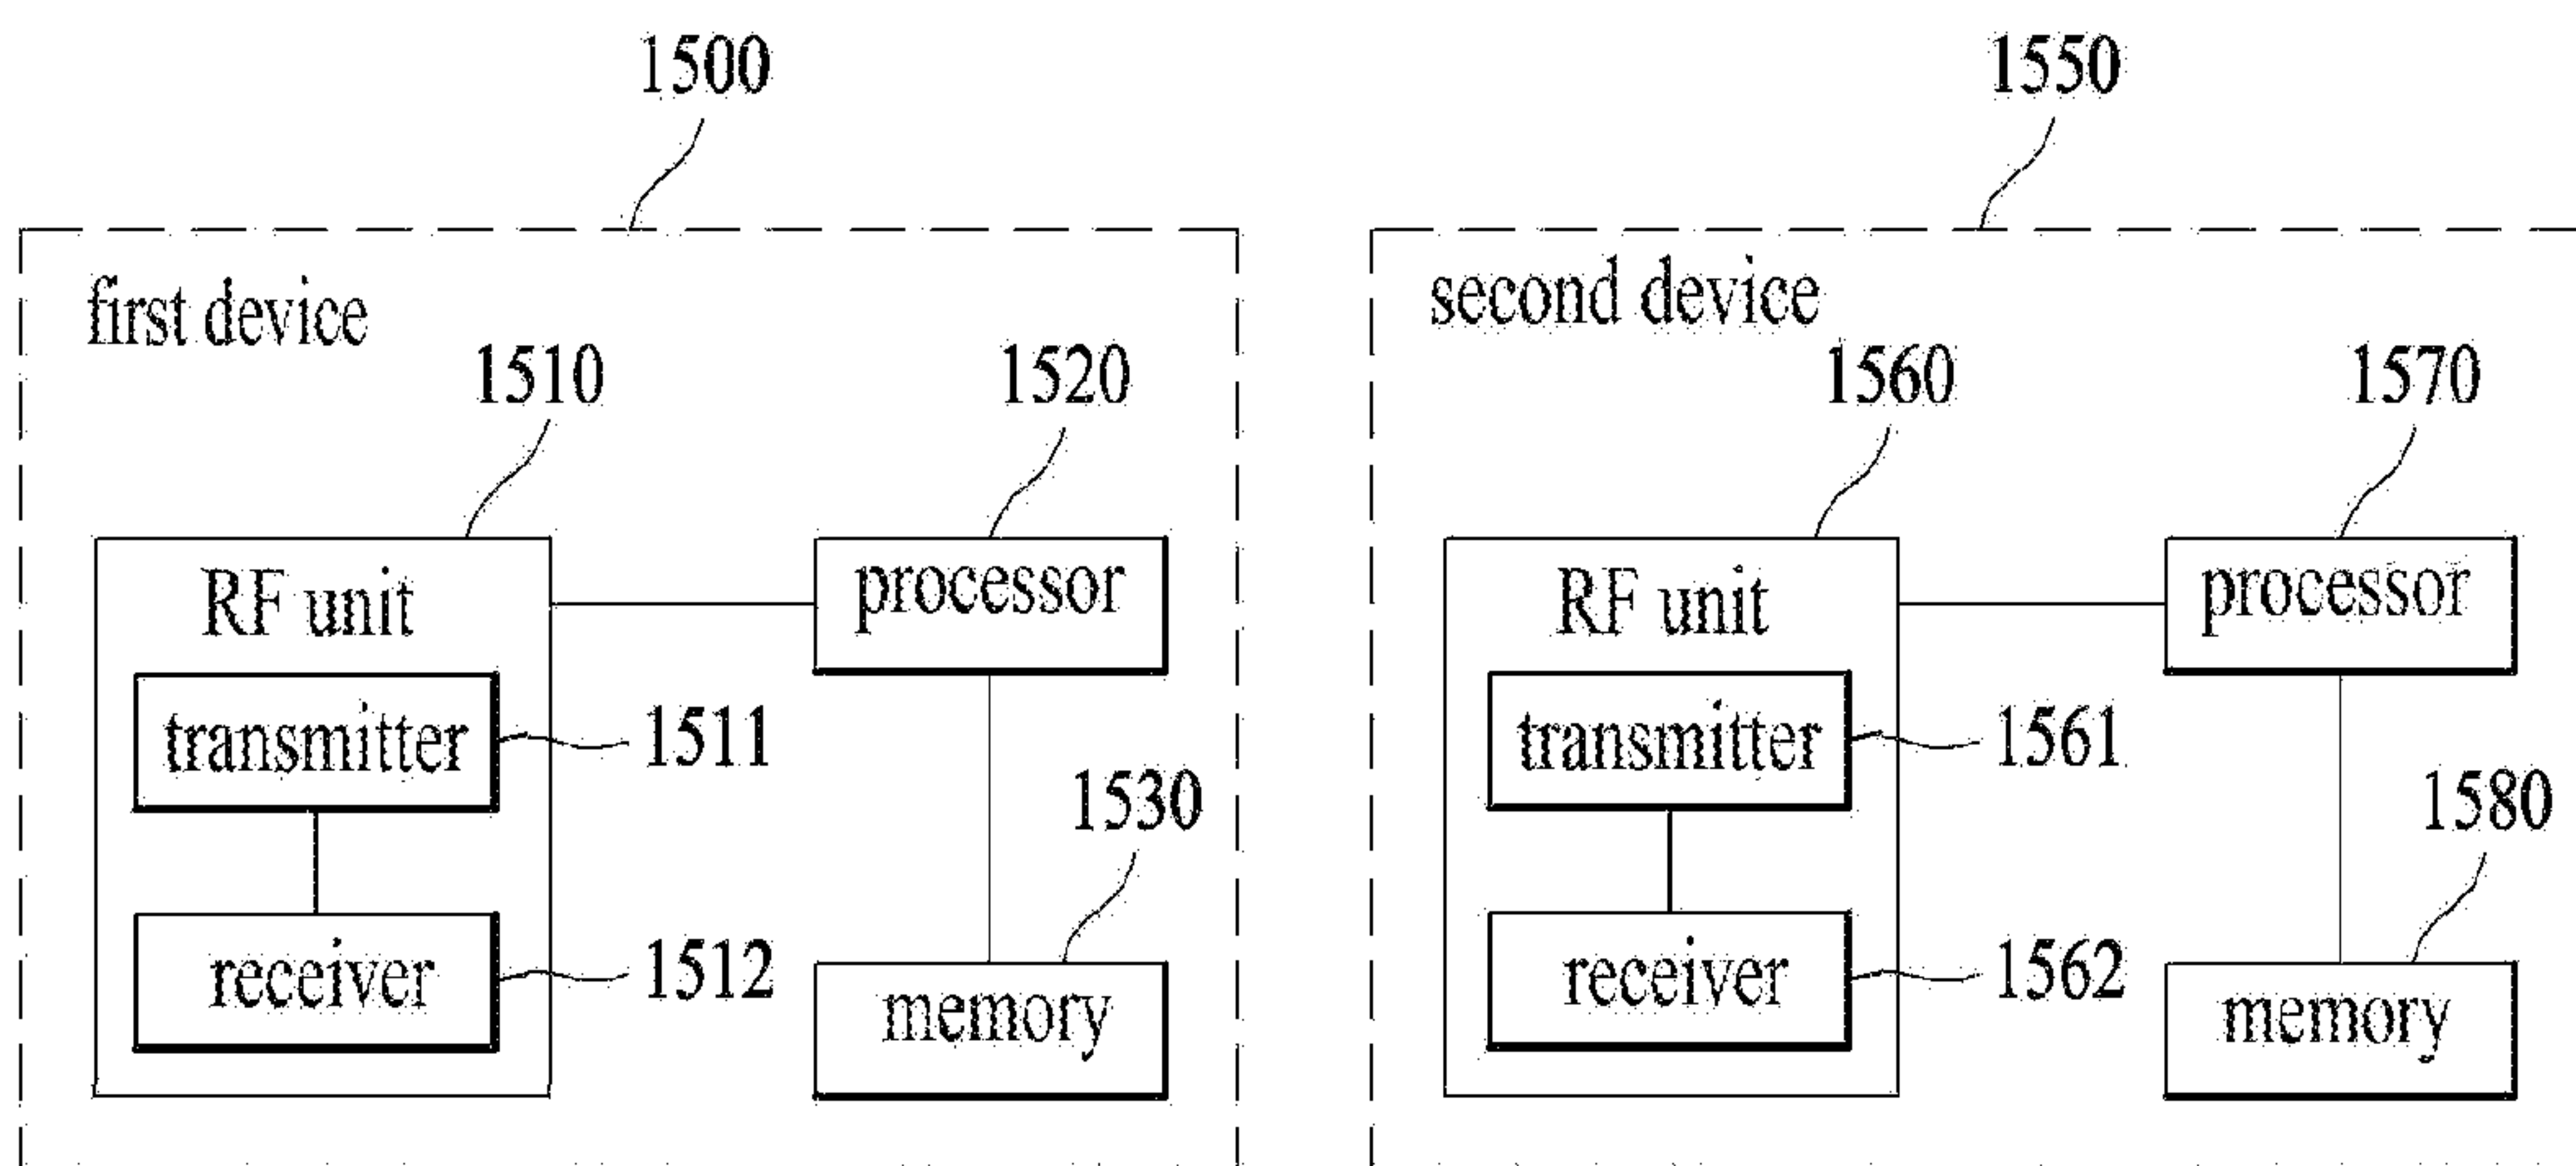 1500
first device
1510
1520
RF unit
processor
transmitter
1511
1530
receiver
1512
memory
1550
second device
1560
1570
RF unit
processor
transmitter
1561
1580
receiver
1562
memory